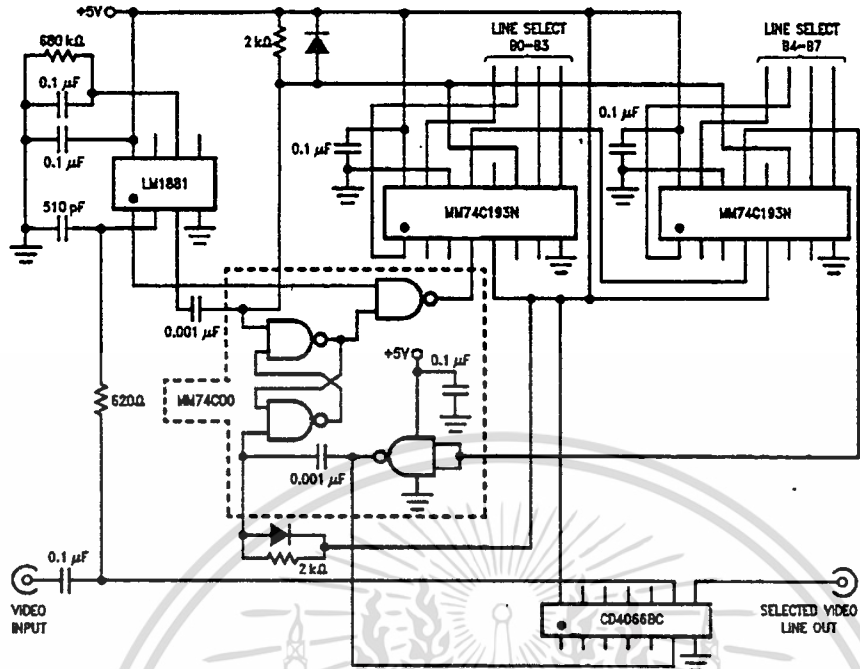 +5V
680 kΩ
0.1 µF
0.1 µF
LM1881
510 pF
2 kΩ
LINE SELECT
B0-B3
LINE SELECT
B4-B7
0.1 µF
0.1 µF
MM74C193N
MM74C193N
0.001 µF
+5V
0.1 µF
MM74C00
620Ω
0.001 µF
2 kΩ
0.1 µF
VIDEO
INPUT
CD4066BC
SELECTED VIDEO
LINE OUT